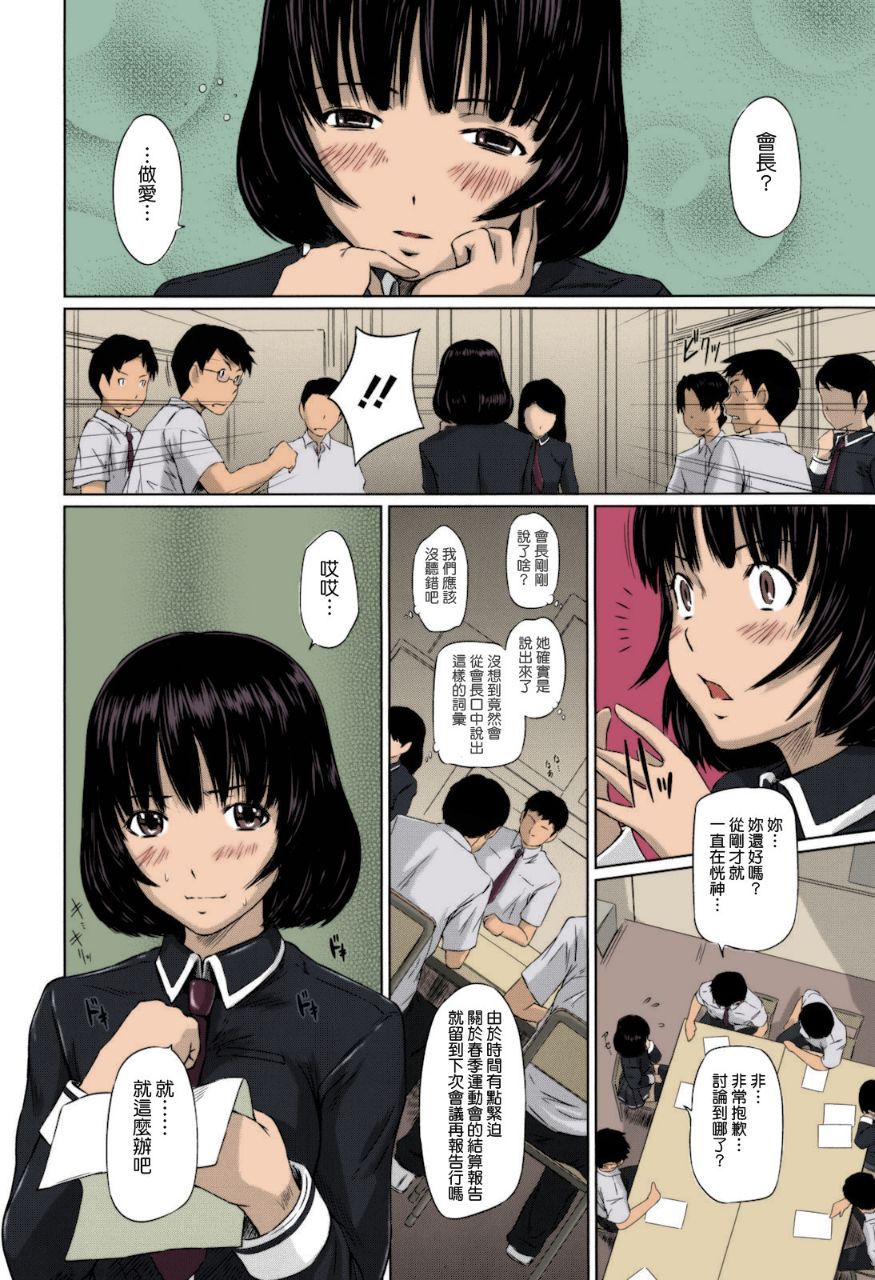 會長？
…做愛…
!!
ビクッ
妳…
妳還好嗎？
從剛才就
一直在恍神…
非…
非常抱歉…
討論到哪了？
會長剛剛
說了啥？
我們應該
沒聽錯吧
她確實是
說出來了
沒想到竟然會
從會長口中說出
這樣的詞彙
由於時間有點緊迫
關於春季運動會的結算報告
就留到下次會議再報告行嗎
哎哎…
ドキ
ドキ
就……
就這麼辦吧